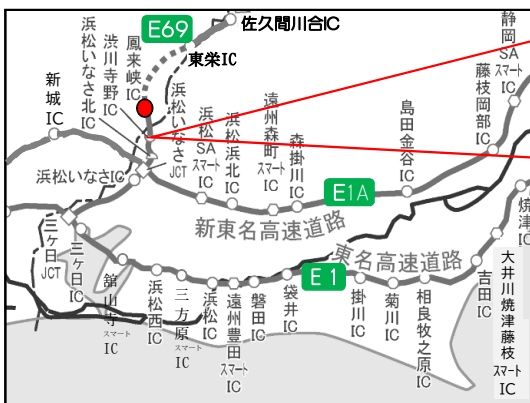 E69
佐久間川合IC
東栄IC
鳳来峡IC
渋川寺野IC
浜松いなさ北IC
新城IC
浜松いなさJCT
浜松いなさIC
浜松SAスマートIC
浜松浜北IC
遠州森町スマートIC
森掛川IC
島田金谷IC
藤枝岡部IC
静岡SAスマートIC
E1A
新東名高速道路
三ヶ日JCT
三ヶ日IC
舘山寺スマートIC
浜松西IC
三方原スマートIC
浜松IC
遠州豊田スマートIC
磐田IC
袋井IC
E1
東名高速道路
掛川IC
菊川IC
相良牧之原IC
吉田IC
大井川焼津藤枝スマートIC
焼津IC